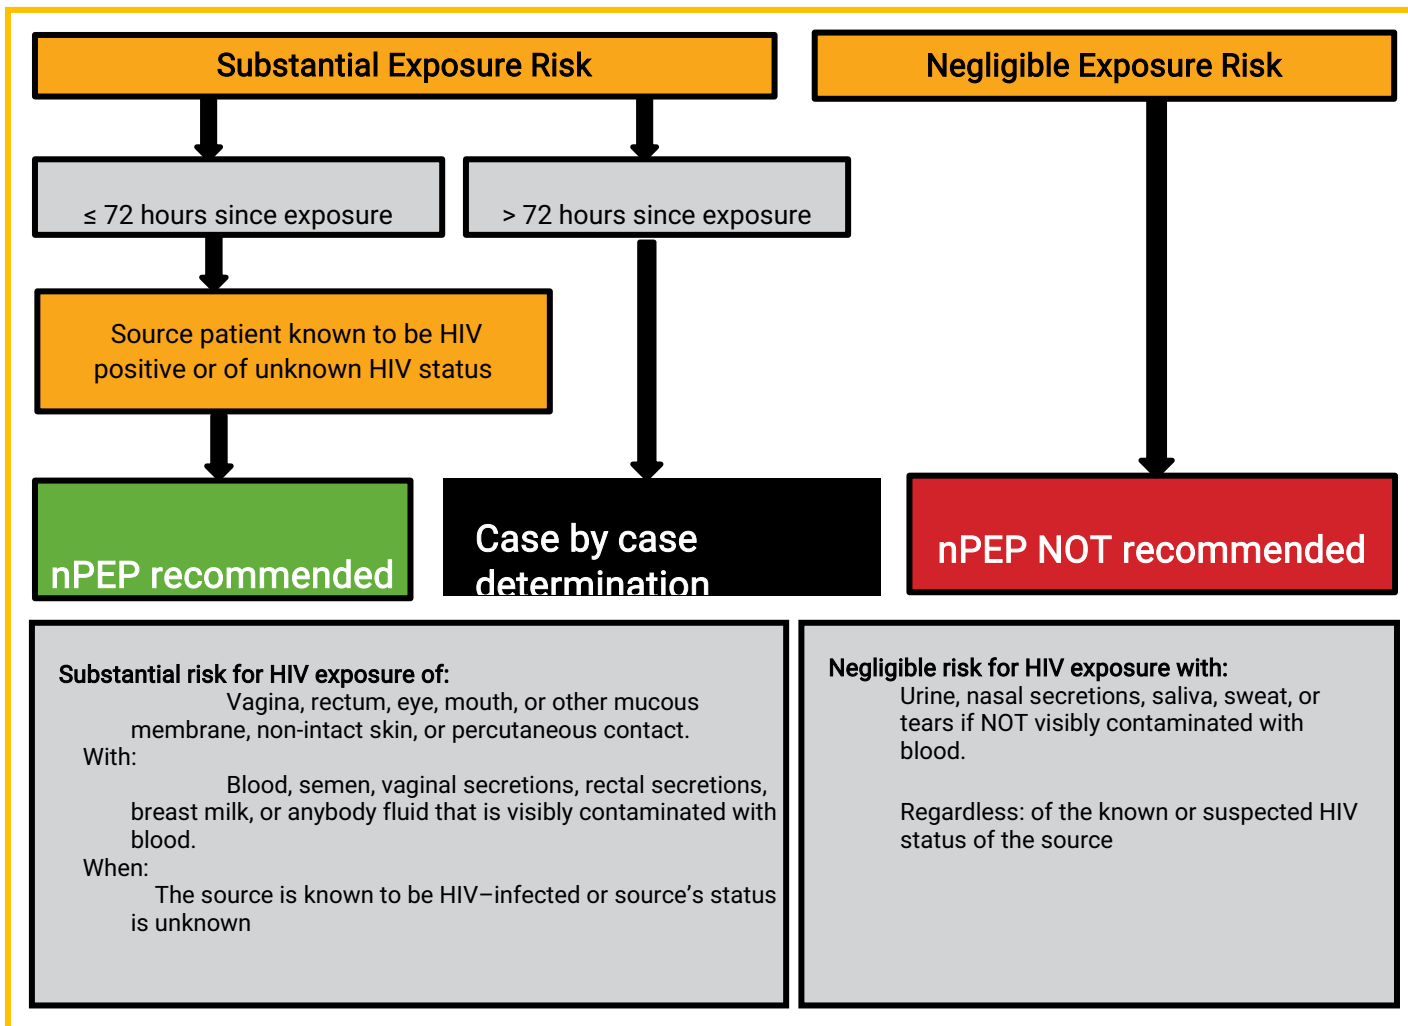 Substantial Exposure Risk
Negligible Exposure Risk
≤ 72 hours since exposure
> 72 hours since exposure
Source patient known to be HIV
positive or of unknown HIV status
nPEP recommended
Case by case
determination
nPEP NOT recommended
Substantial risk for HIV exposure of:
Vagina, rectum, eye, mouth, or other mucous
membrane, non-intact skin, or percutaneous contact.
With:
Blood, semen, vaginal secretions, rectal secretions,
breast milk, or anybody fluid that is visibly contaminated with
blood.
When:
The source is known to be HIV–infected or source’s status
is unknown
Negligible risk for HIV exposure with:
Urine, nasal secretions, saliva, sweat, or
tears if NOT visibly contaminated with
blood.
Regardless: of the known or suspected HIV
status of the source